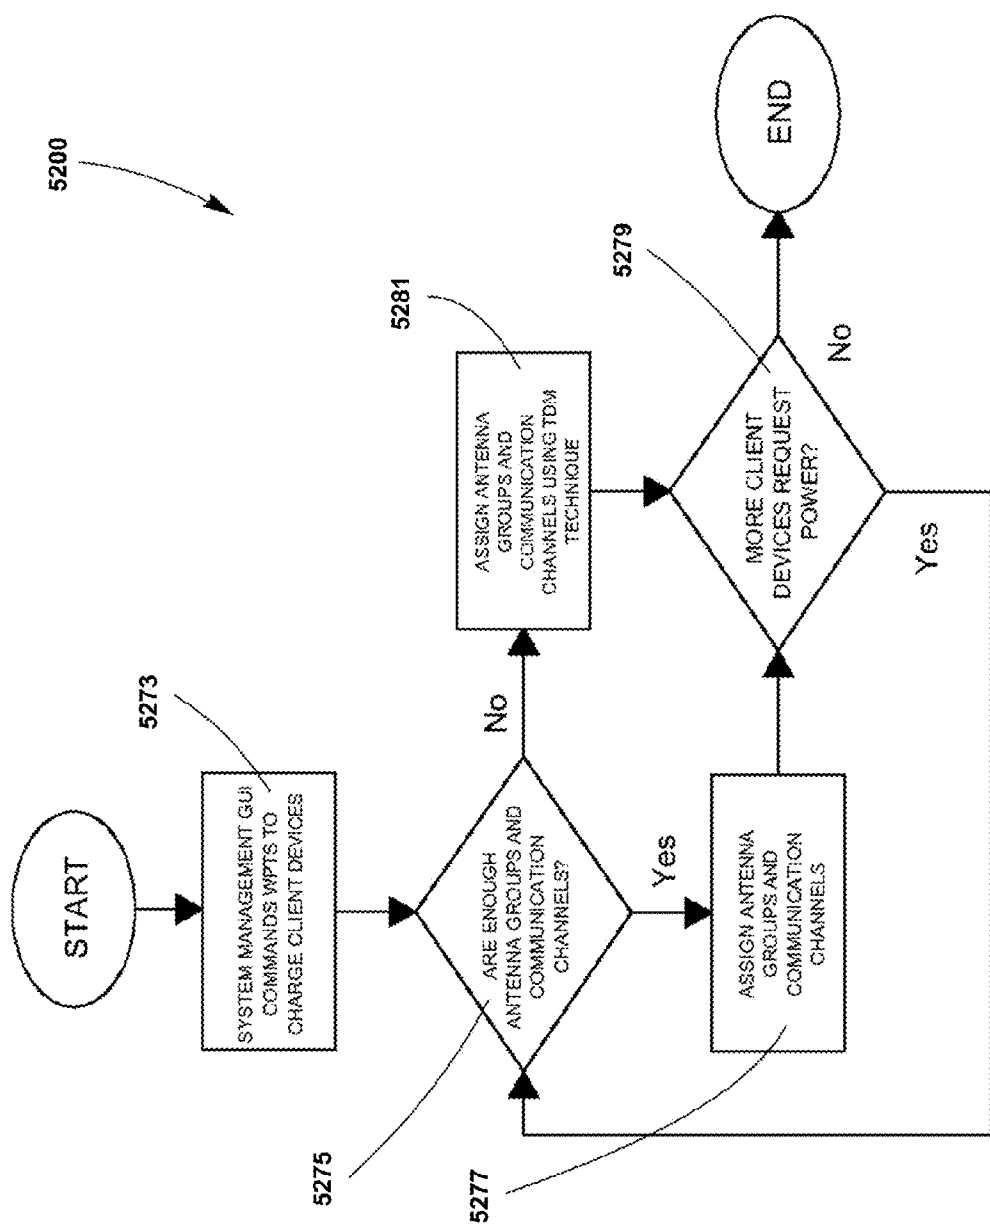 5200
START
5273
SYSTEM MANAGEMENT GUI
COMMANDS WPTS TO
CHARGE CLIENT DEVICES
5275
ARE ENOUGH
ANTENNA GROUPS AND
COMMUNICATION
CHANNELS?
No
5281
ASSIGN ANTENNA
GROUPS AND
COMMUNICATION
CHANNELS USING TDM
TECHNIQUE
Yes
5277
ASSIGN ANTENNA
GROUPS AND
COMMUNICATION
CHANNELS
5279
MORE CLIENT
DEVICES REQUEST
POWER?
No
Yes
END